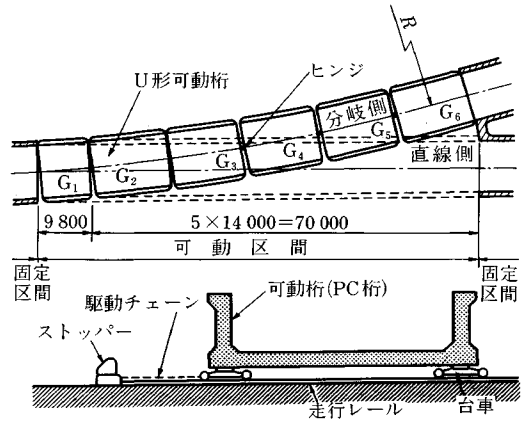 R
ヒンジ
U形可動桁
分岐側
G₁
G₂
G₃
G₄
G₅
G₆
直線側
9 800
5×14 000=70 000
可動区間
固定区間
固定区間
駆動チェーン
可動桁(PC桁)
ストッパー
台車
走行レール